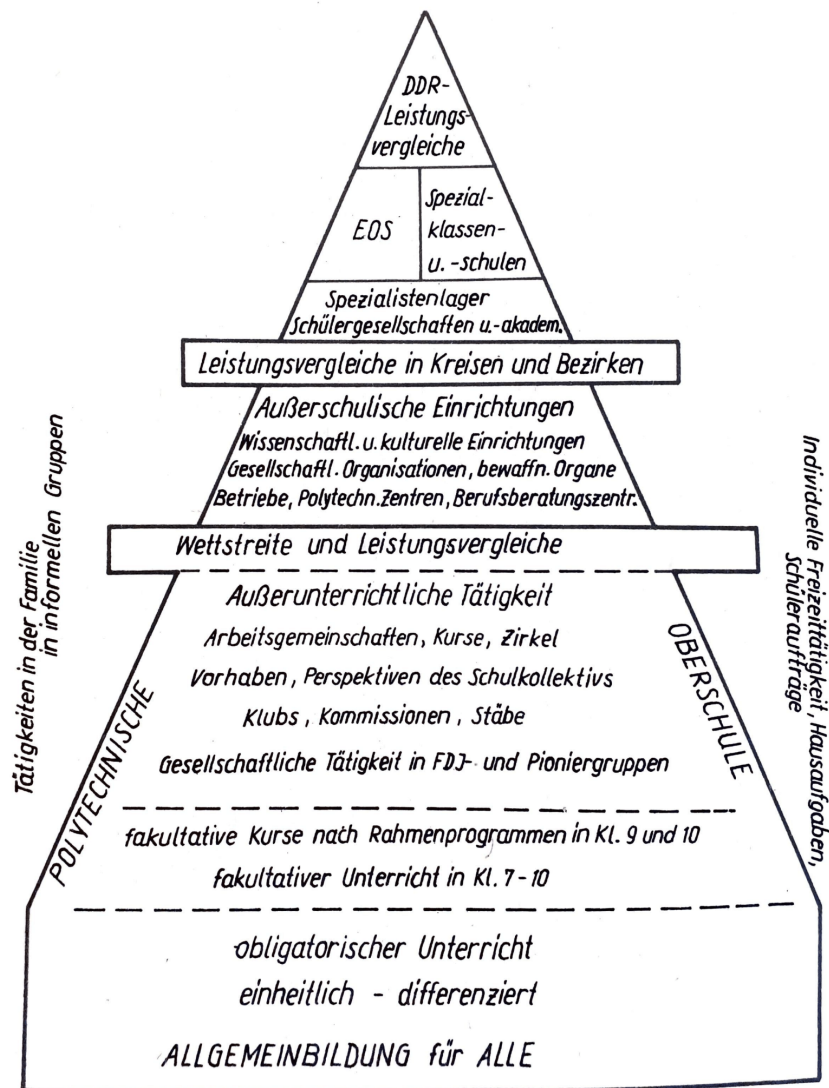 DDR-
Leistungs-
vergleiche
EOS
Spezial-
klassen-
u. -schulen
Spezialistenlager
Schülergesellschaften u.-akadem.
Leistungsvergleiche in Kreisen und Bezirken
Außerschulische Einrichtungen
Wissenschaftl. u. kulturelle Einrichtungen
Gesellschaftl. Organisationen, bewaffn. Organe
Betriebe, Polytechn. Zentren, Berufsberatungszentr.
Wettstreite und Leistungsvergleiche
Außerunterrichtliche Tätigkeit
Arbeitsgemeinschaften, Kurse, Zirkel
Vorhaben, Perspektiven des Schulkollektivs
Klubs, Kommissionen, Stäbe
Gesellschaftliche Tätigkeit in FDJ- und Pioniergruppen
fakultative Kurse nach Rahmenprogrammen in Kl. 9 und 10
fakultativer Unterricht in Kl. 7-10
obligatorischer Unterricht
einheitlich - differenziert
ALLGEMEINBILDUNG für ALLE
POLYTECHNISCHE
OBERSCHULE
Tätigkeiten in der Familie
in informellen Gruppen
Individuelle Freizeittätigkeit, Hausaufgaben,
Schüleraufträge